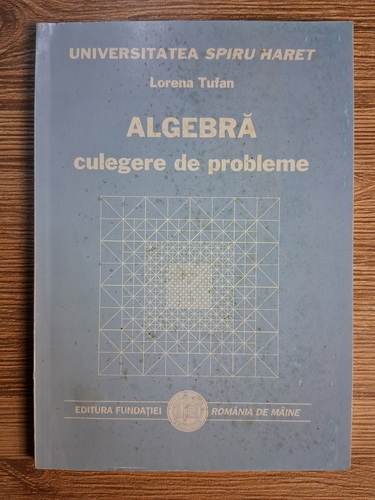 UNIVERSITATEA SPIRU HARET
Lorena Tufan
ALGEBRĂ
culegere de probleme
EDITURA FUNDAȚIEI ROMÂNIA DE MÂINE